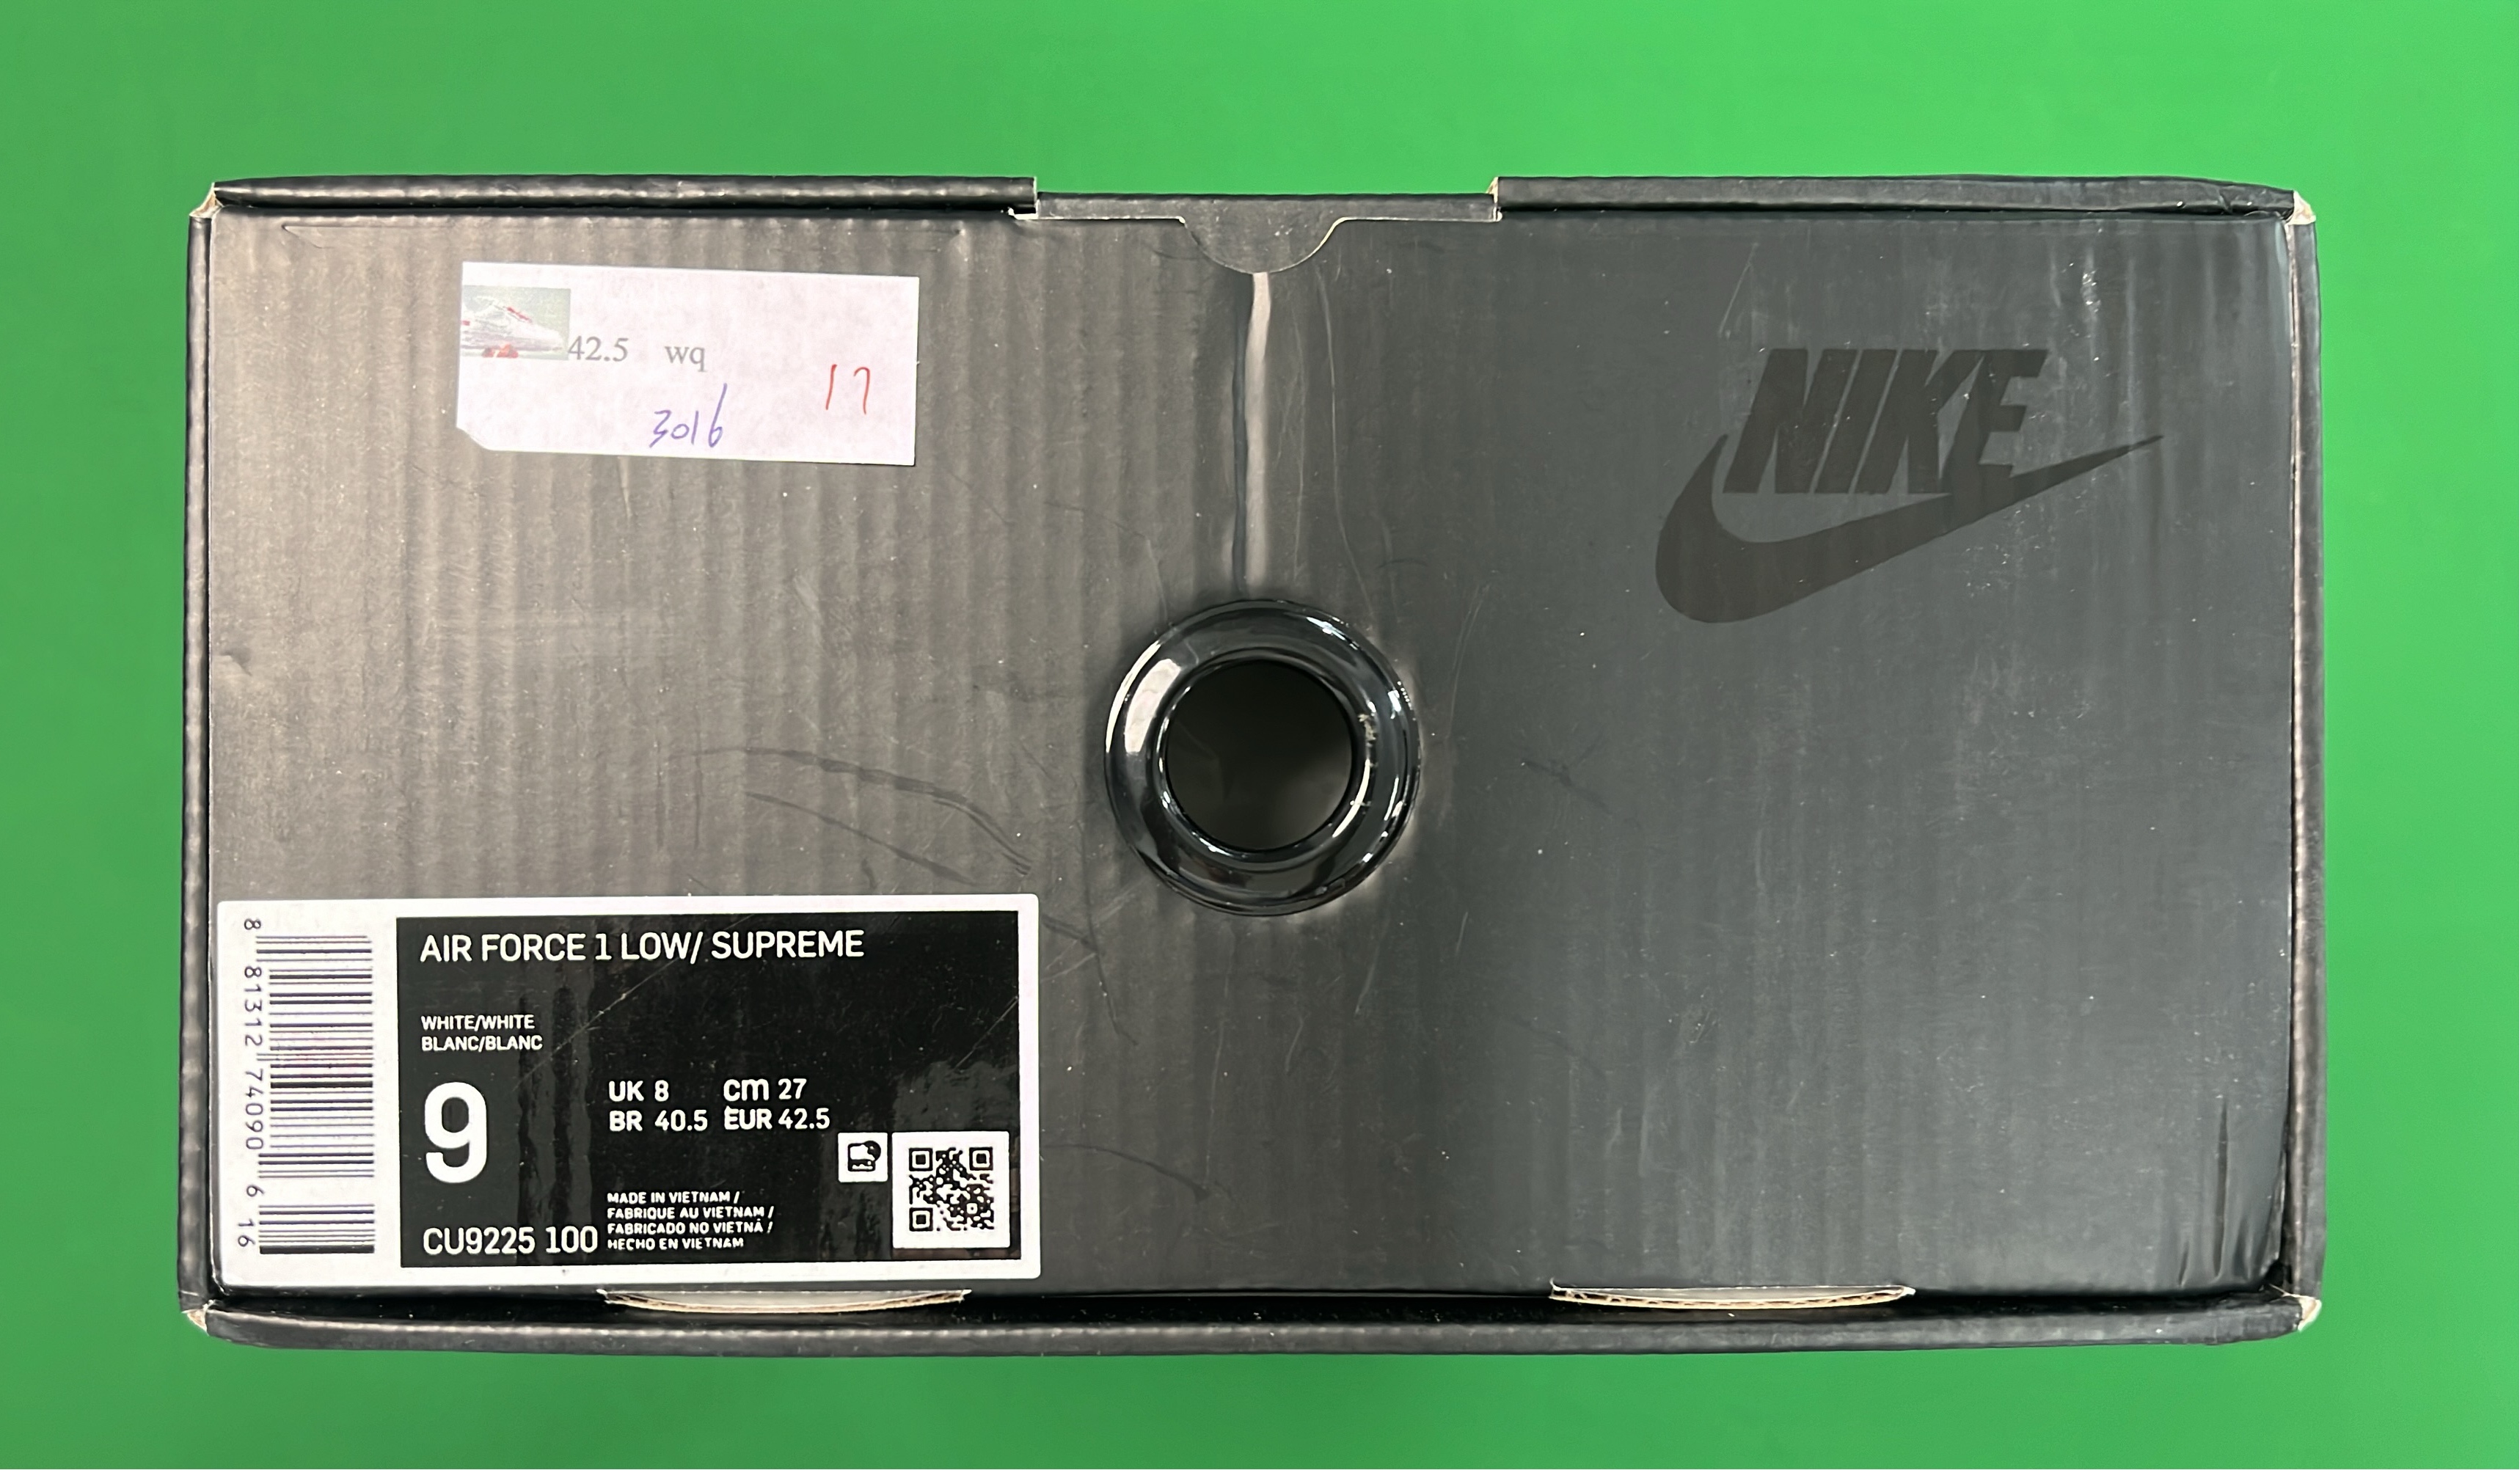 42.5 wq
17
3016
NIKE
8 81312 74090 6 16
AIR FORCE 1 LOW/ SUPREME
WHITE/WHITE
BLANC/BLANC
9
UK 8 cm 27
BR 40.5 EUR 42.5
MADE IN VIETNAM /
FABRIQUE AU VIETNAM /
FABRICADO NO VIETNÃ /
HECHO EN VIETNAM
CU9225 100